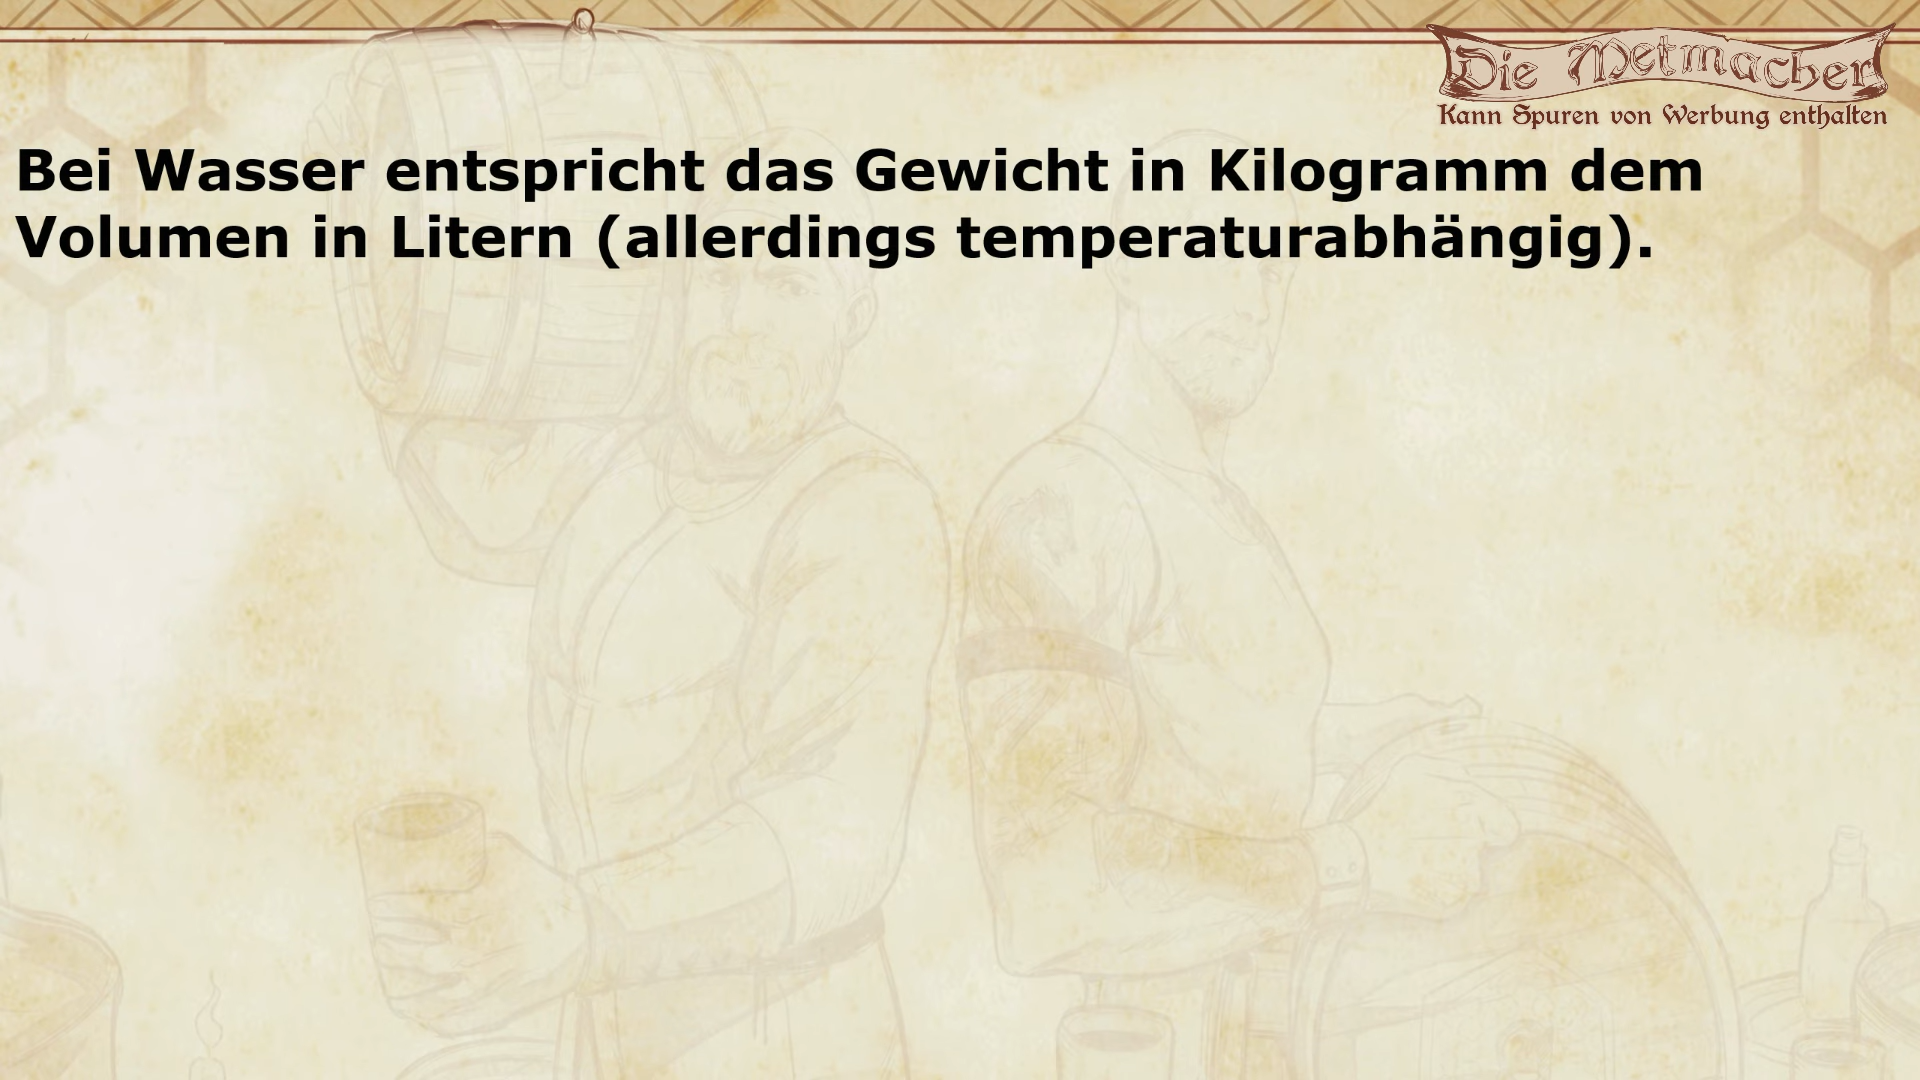 Die Metmacher
Kann Spuren von Werbung enthalten
Bei Wasser entspricht das Gewicht in Kilogramm dem
Volumen in Litern (allerdings temperaturabhängig).